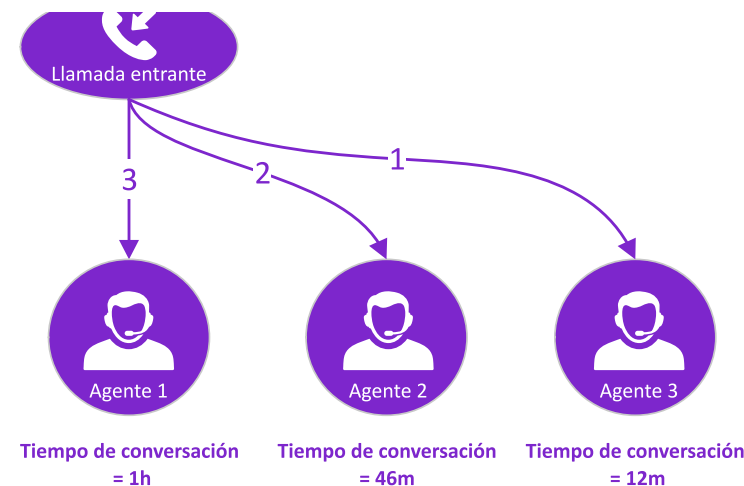 Llamada entrante
3
2
1
Agente 1
Agente 2
Agente 3
Tiempo de conversación
= 1h
Tiempo de conversación
= 46m
Tiempo de conversación
= 12m